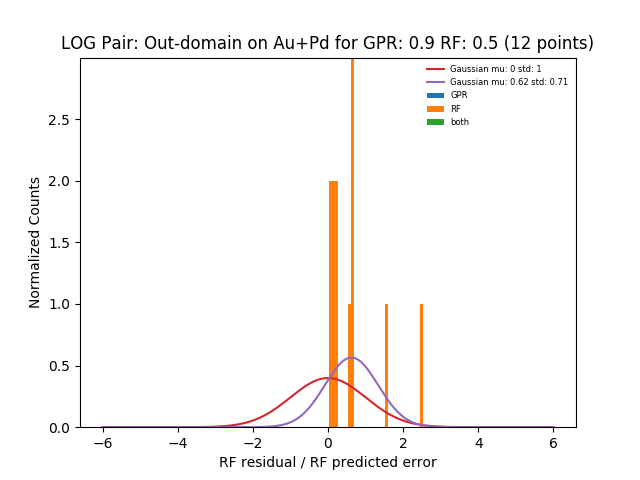 LOG Pair: Out-domain on Au+Pd for GPR: 0.9 RF: 0.5 (12 points)
Gaussian mu: 0 std: 1
Gaussian mu: 0.62 std: 0.71
GPR
RF
both
Normalized Counts
2.5
2.0
1.5
1.0
0.5
0.0
−6 −4 −2 0 2 4 6
RF residual / RF predicted error